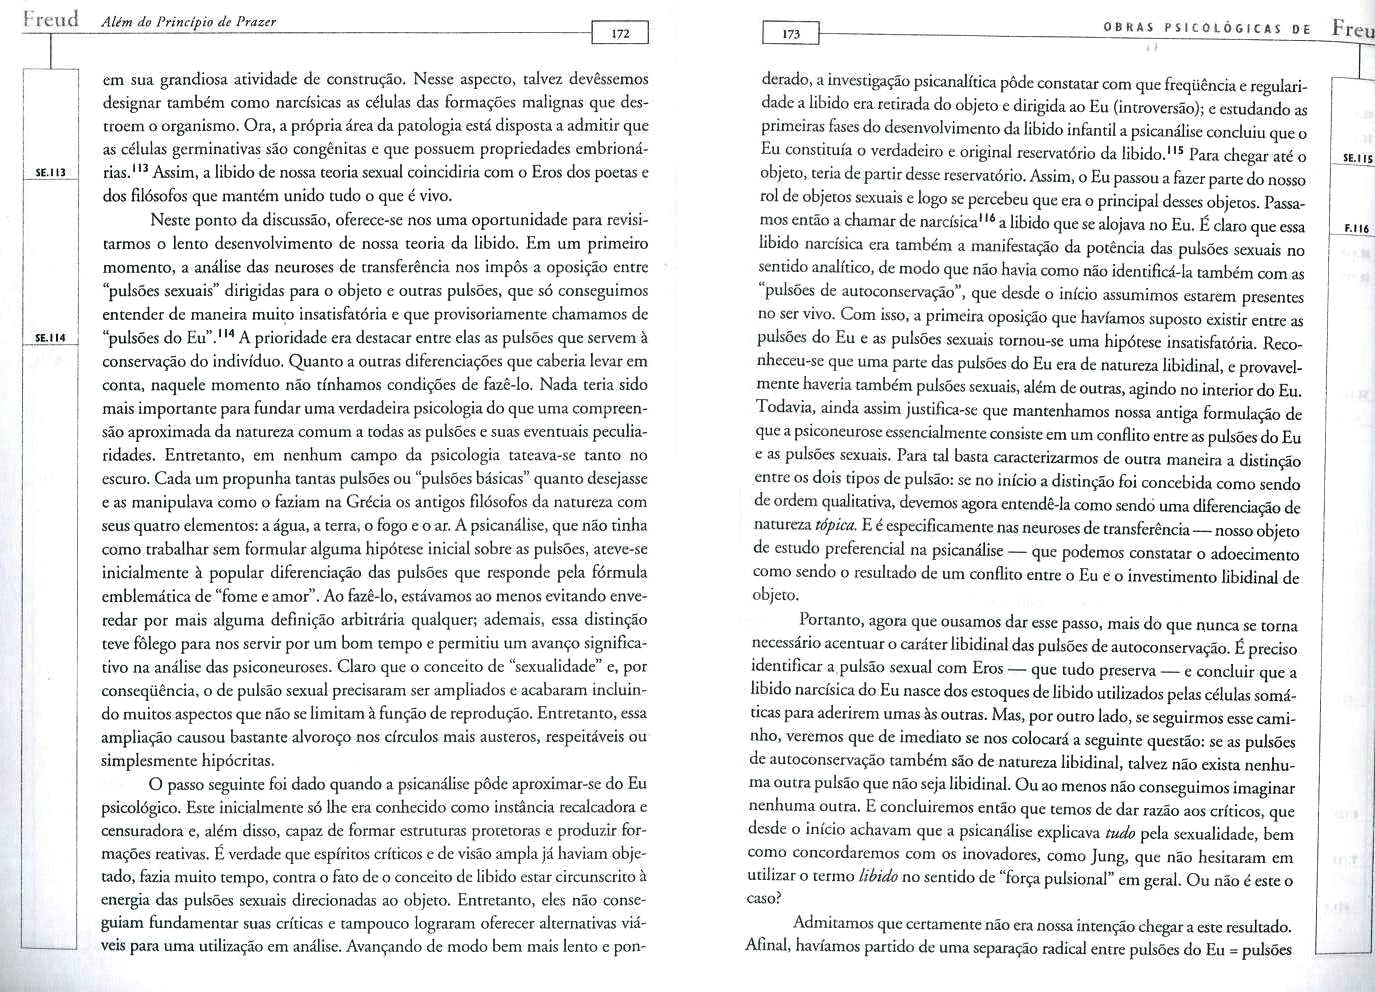 Freud Além do Princípio de Prazer
172
em sua grandiosa atividade de construção. Nesse aspecto, talvez devêssemos
designar também como narcísicas as células das formações malignas que des-
troem o organismo. Ora, a própria área da patologia está disposta a admitir que
as células germinativas são congênitas e que possuem propriedades embrioná-
SE.113
rias.113 Assim, a libido de nossa teoria sexual coincidiria com o Eros dos poetas e
dos filósofos que mantém unido tudo o que é vivo.
Neste ponto da discussão, oferece-se nos uma oportunidade para revisi-
tarmos o lento desenvolvimento de nossa teoria da libido. Em um primeiro
momento, a análise das neuroses de transferência nos impôs a oposição entre
“pulsões sexuais” dirigidas para o objeto e outras pulsões, que só conseguimos
entender de maneira muito insatisfatória e que provisoriamente chamamos de
SE.114
“pulsões do Eu”.114 A prioridade era destacar entre elas as pulsões que servem à
conservação do indivíduo. Quanto a outras diferenciações que caberia levar em
conta, naquele momento não tínhamos condições de fazê-lo. Nada teria sido
mais importante para fundar uma verdadeira psicologia do que uma compreen-
são aproximada da natureza comum a todas as pulsões e suas eventuais peculia-
ridades. Entretanto, em nenhum campo da psicologia tateava-se tanto no
escuro. Cada um propunha tantas pulsões ou “pulsões básicas” quanto desejasse
e as manipulava como o faziam na Grécia os antigos filósofos da natureza com
seus quatro elementos: a água, a terra, o fogo e o ar. A psicanálise, que não tinha
como trabalhar sem formular alguma hipótese inicial sobre as pulsões, ateve-se
inicialmente à popular diferenciação das pulsões que responde pela fórmula
emblemática de “fome e amor”. Ao fazê-lo, estávamos ao menos evitando enve-
redar por mais alguma definição arbitrária qualquer; ademais, essa distinção
teve fôlego para nos servir por um bom tempo e permitiu um avanço significa-
tivo na análise das psiconeuroses. Claro que o conceito de “sexualidade” e, por
conseqüência, o de pulsão sexual precisaram ser ampliados e acabaram incluin-
do muitos aspectos que não se limitam à função de reprodução. Entretanto, essa
ampliação causou bastante alvoroço nos círculos mais austeros, respeitáveis ou
simplesmente hipócritas.
O passo seguinte foi dado quando a psicanálise pôde aproximar-se do Eu
psicológico. Este inicialmente só lhe era conhecido como instância recalcadora e
censuradora e, além disso, capaz de formar estruturas protetoras e produzir for-
mações reativas. É verdade que espíritos críticos e de visão ampla já haviam obje-
tado, fazia muito tempo, contra o fato de o conceito de libido estar circunscrito à
energia das pulsões sexuais direcionadas ao objeto. Entretanto, eles não conse-
guiam fundamentar suas críticas e tampouco lograram oferecer alternativas viá-
veis para uma utilização em análise. Avançando de modo bem mais lento e pon-
173
OBRAS PSICOLÓGICAS DE Freu
derado, a investigação psicanalítica pôde constatar com que freqüência e regulari-
dade a libido era retirada do objeto e dirigida ao Eu (introversão); e estudando as
primeiras fases do desenvolvimento da libido infantil a psicanálise concluiu que o
Eu constituía o verdadeiro e original reservatório da libido.115 Para chegar até o
SE.115
objeto, teria de partir desse reservatório. Assim, o Eu passou a fazer parte do nosso
rol de objetos sexuais e logo se percebeu que era o principal desses objetos. Passa-
mos então a chamar de narcísica116 a libido que se alojava no Eu. É claro que essa
F.116
libido narcísica era também a manifestação da potência das pulsões sexuais no
sentido analítico, de modo que não havia como não identificá-la também com as
“pulsões de autoconservação”, que desde o início assumimos estarem presentes
no ser vivo. Com isso, a primeira oposição que havíamos suposto existir entre as
pulsões do Eu e as pulsões sexuais tornou-se uma hipótese insatisfatória. Reco-
nheceu-se que uma parte das pulsões do Eu era de natureza libidinal, e provavel-
mente haveria também pulsões sexuais, além de outras, agindo no interior do Eu.
Todavia, ainda assim justifica-se que mantenhamos nossa antiga formulação de
que a psiconeurose essencialmente consiste em um conflito entre as pulsões do Eu
e as pulsões sexuais. Para tal basta caracterizarmos de outra maneira a distinção
entre os dois tipos de pulsão: se no início a distinção foi concebida como sendo
de ordem qualitativa, devemos agora entendê-la como sendo uma diferenciação de
natureza tópica. E é especificamente nas neuroses de transferência — nosso objeto
de estudo preferencial na psicanálise — que podemos constatar o adoecimento
como sendo o resultado de um conflito entre o Eu e o investimento libidinal de
objeto.
Portanto, agora que ousamos dar esse passo, mais do que nunca se torna
necessário acentuar o caráter libidinal das pulsões de autoconservação. É preciso
identificar a pulsão sexual com Eros — que tudo preserva — e concluir que a
libido narcísica do Eu nasce dos estoques de libido utilizados pelas células somá-
ticas para aderirem umas às outras. Mas, por outro lado, se seguirmos esse cami-
nho, veremos que de imediato se nos colocará a seguinte questão: se as pulsões
de autoconservação também são de natureza libidinal, talvez não exista nenhu-
ma outra pulsão que não seja libidinal. Ou ao menos não conseguimos imaginar
nenhuma outra. E concluiremos então que temos de dar razão aos críticos, que
desde o início achavam que a psicanálise explicava tudo pela sexualidade, bem
como concordaremos com os inovadores, como Jung, que não hesitaram em
utilizar o termo libido no sentido de “força pulsional” em geral. Ou não é este o
caso?
Admitamos que certamente não era nossa intenção chegar a este resultado.
Afinal, havíamos partido de uma separação radical entre pulsões do Eu = pulsões